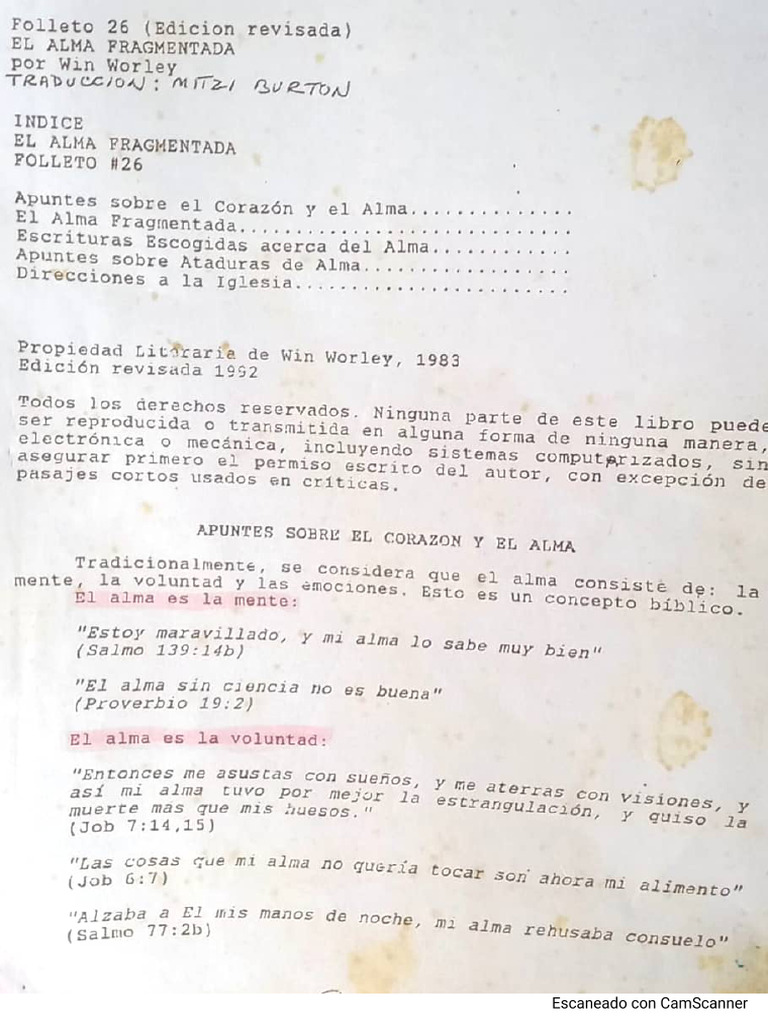 Folleto 26 (Edicion revisada)
EL ALMA FRAGMENTADA
por Win Worley
TRADUCCION: MITZI BURTON
INDICE
EL ALMA FRAGMENTADA
FOLLETO #26
Apuntes sobre el Corazón y el Alma..............
El Alma Fragmentada.............................
Escrituras Escogidas acerca del Alma............
Apuntes sobre Ataduras de Alma..................
Direcciones a la Iglesia........................
Propiedad Literaria de Win Worley, 1983
Edición revisada 1992
Todos los derechos reservados. Ninguna parte de este libro puede
ser reproducida o transmitida en alguna forma de ninguna manera,
electrónica o mecánica, incluyendo sistemas computarizados, sin
asegurar primero el permiso escrito del autor, con excepción de
pasajes cortos usados en críticas.
APUNTES SOBRE EL CORAZON Y EL ALMA
Tradicionalmente, se considera que el alma consiste de: la
mente, la voluntad y las emociones. Esto es un concepto bíblico.
El alma es la mente:
"Estoy maravillado, y mi alma lo sabe muy bien"
(Salmo 139:14b)
"El alma sin ciencia no es buena"
(Proverbio 19:2)
El alma es la voluntad:
"Entonces me asustas con sueños, y me aterras con visiones, y
así mi alma tuvo por mejor la estrangulación, y quiso la
muerte más que mis huesos."
(Job 7:14,15)
"Las cosas que mi alma no quería tocar son ahora mi alimento"
(Job 6:7)
"Alzaba a El mis manos de noche, mi alma rehusaba consuelo"
(Salmo 77:2b)
Escaneado con CamScanner